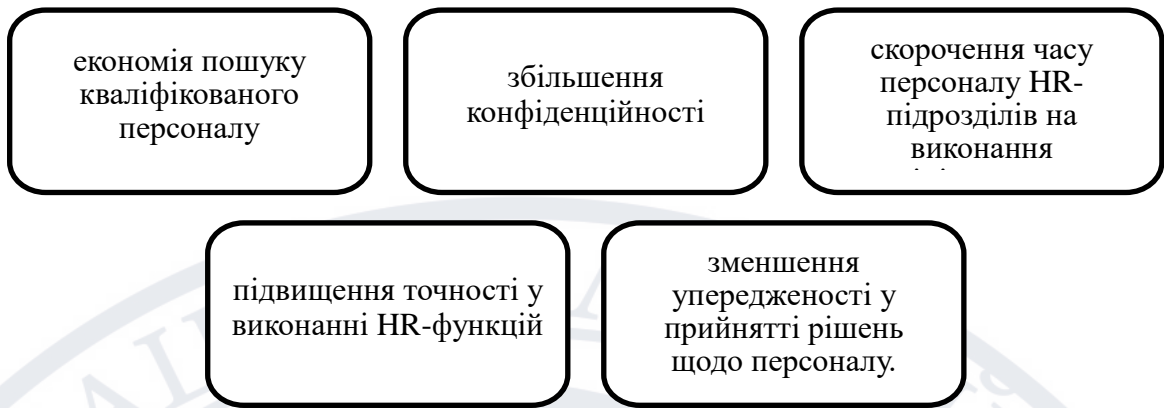 економія пошуку
кваліфікованого
персоналу
збільшення
конфіденційності
скорочення часу
персоналу HR-
підрозділів на
виконання
підвищення точності у
виконанні HR-функцій
зменшення
упередженості у
прийнятті рішень
щодо персоналу.